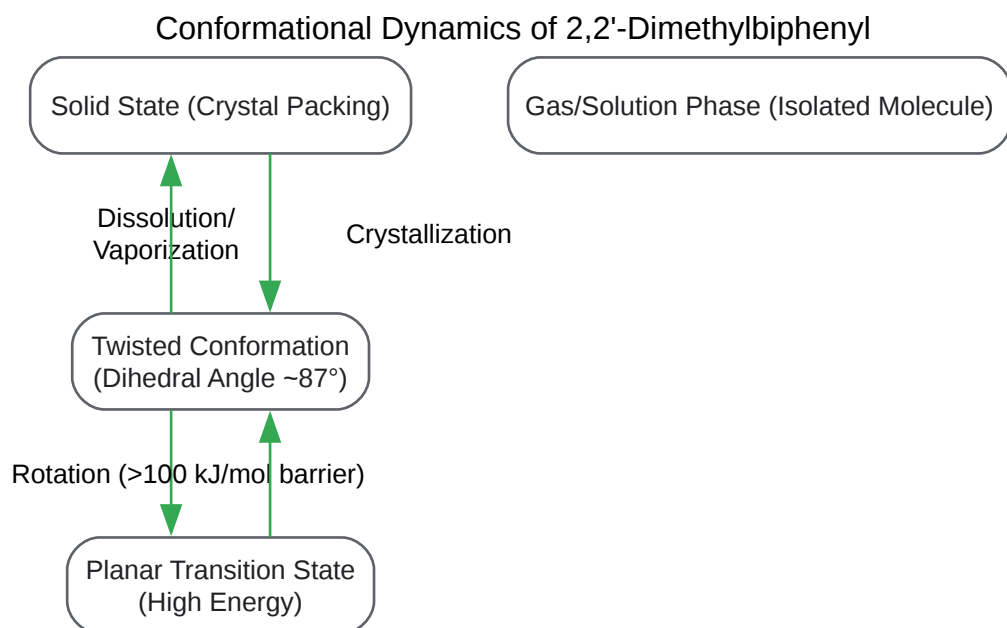 Conformational Dynamics of 2,2'-Dimethylbiphenyl
Solid State (Crystal Packing)
Gas/Solution Phase (Isolated Molecule)
Dissolution/
Vaporization
Crystallization
Twisted Conformation
(Dihedral Angle ~87°)
Rotation (>100 kJ/mol barrier)
Planar Transition State
(High Energy)